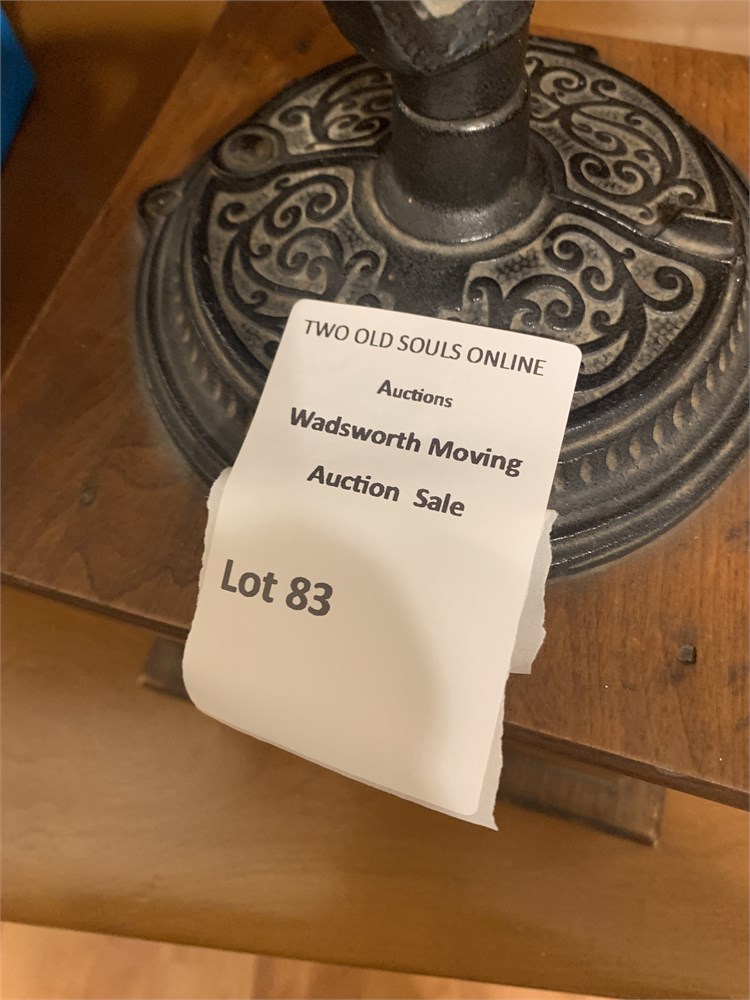 TWO OLD SOULS ONLINE
Auctions
Wadsworth Moving
Auction Sale
Lot 83